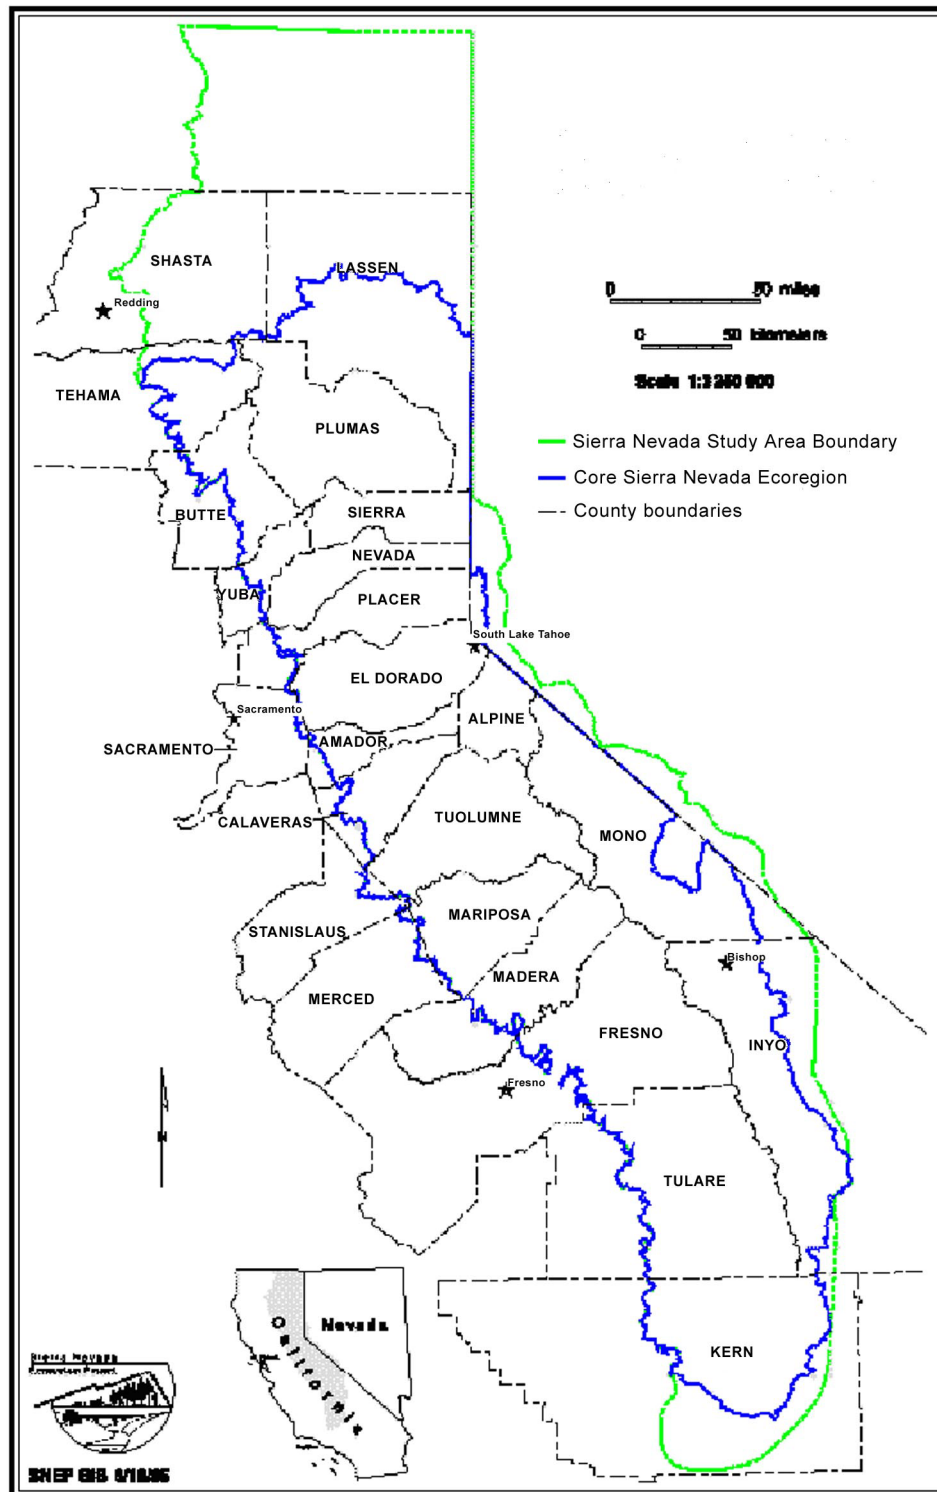 SHASTA
LASSEN
Redding
TEHAMA
PLUMAS
BUTTE
SIERRA
NEVADA
YUBA
PLACER
South Lake Tahoe
EL DORADO
Sacramento
ALPINE
SACRAMENTO
AMADOR
CALAVERAS
TUOLUMNE
MONO
STANISLAUS
MARIPOSA
MERCED
MADERA
Bishop
FRESNO
INYO
Fresno
TULARE
KERN
0 50 miles
0 50 kilometers
Sierra Nevada Study Area Boundary
Core Sierra Nevada Ecoregion
County boundaries
N
Nevada
California
Sierra Nevada